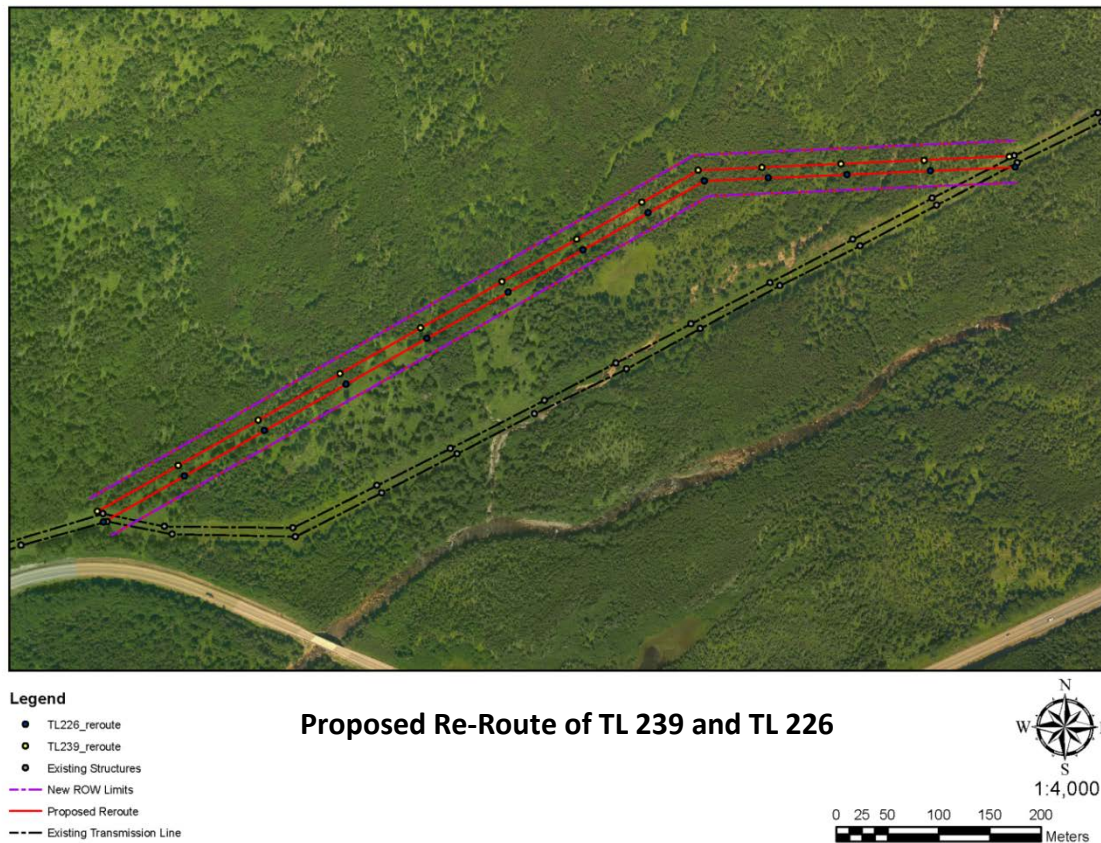 Legend
TL226_reroute
TL239_reroute
Existing Structures
New ROW Limits
Proposed Reroute
Existing Transmission Line
Proposed Re-Route of TL 239 and TL 226
N
W
S
1:4,000
0 25 50 100 150 200
Meters